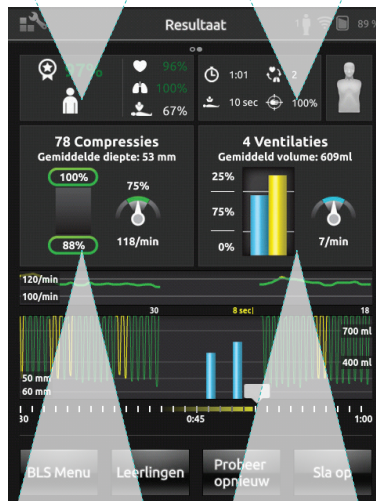 Resultaat
89 %
97%
96%
100%
67%
1:01
2
10 sec
100%
78 Compressies
Gemiddelde diepte: 53 mm
100%
75%
88%
118/min
4 Ventilaties
Gemiddeld volume: 609ml
25%
75%
0%
7/min
120/min
100/min
30
8 sec
18
700 ml
400 ml
50 mm
60 mm
30
0:45
1:00
BLS Menu
Leerlingen
Probeer
opnieuw
Sla op